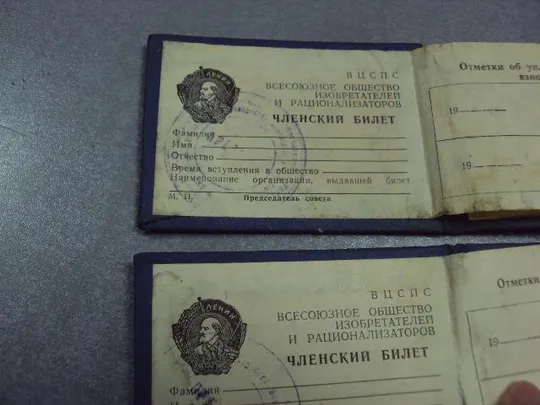 ЛЕНИН
ВЦСПС
ВСЕСОЮЗНОЕ ОБЩЕСТВО
ИЗОБРЕТАТЕЛЕЙ
И РАЦИОНАЛИЗАТОРОВ
ЧЛЕНСКИЙ БИЛЕТ
Фамилия
Имя
Отчество
Время вступления в общество
Наименование организации, выдавшей билет
М. П. Председатель совета
Отметки об
19
19
ЛЕНИН
ВЦСПС
ВСЕСОЮЗНОЕ ОБЩЕСТВО
ИЗОБРЕТАТЕЛЕЙ
И РАЦИОНАЛИЗАТОРОВ
ЧЛЕНСКИЙ БИЛЕТ
Фамилия
Отметки
19